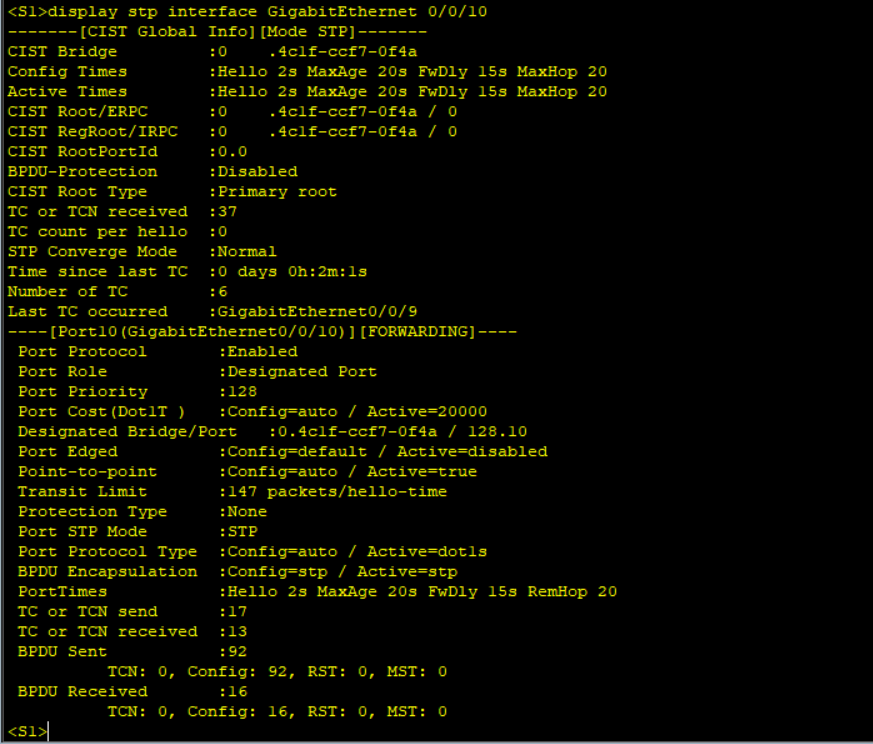 <S1>display stp interface GigabitEthernet 0/0/10
-------[CIST Global Info][Mode STP]-------
CIST Bridge         :0    .4c1f-ccf7-0f4a
Config Times        :Hello 2s MaxAge 20s FwDly 15s MaxHop 20
Active Times        :Hello 2s MaxAge 20s FwDly 15s MaxHop 20
CIST Root/ERPC      :0    .4c1f-ccf7-0f4a / 0
CIST RegRoot/IRPC   :0    .4c1f-ccf7-0f4a / 0
CIST RootPortId     :0.0
BPDU-Protection     :Disabled
CIST Root Type      :Primary root
TC or TCN received  :37
TC count per hello  :0
STP Converge Mode   :Normal
Time since last TC  :0 days 0h:2m:1s
Number of TC        :6
Last TC occurred    :GigabitEthernet0/0/9
----[Port10(GigabitEthernet0/0/10)][FORWARDING]----
 Port Protocol       :Enabled
 Port Role           :Designated Port
 Port Priority       :128
 Port Cost(Dot1T )   :Config=auto / Active=20000
 Designated Bridge/Port   :0.4c1f-ccf7-0f4a / 128.10
 Port Edged          :Config=default / Active=disabled
 Point-to-point      :Config=auto / Active=true
 Transit Limit       :147 packets/hello-time
 Protection Type     :None
 Port STP Mode       :STP
 Port Protocol Type  :Config=auto / Active=dot1s
 BPDU Encapsulation  :Config=stp / Active=stp
 PortTimes           :Hello 2s MaxAge 20s FwDly 15s RemHop 20
 TC or TCN send      :17
 TC or TCN received  :13
 BPDU Sent           :92
          TCN: 0, Config: 92, RST: 0, MST: 0
 BPDU Received       :16
          TCN: 0, Config: 16, RST: 0, MST: 0
<S1>